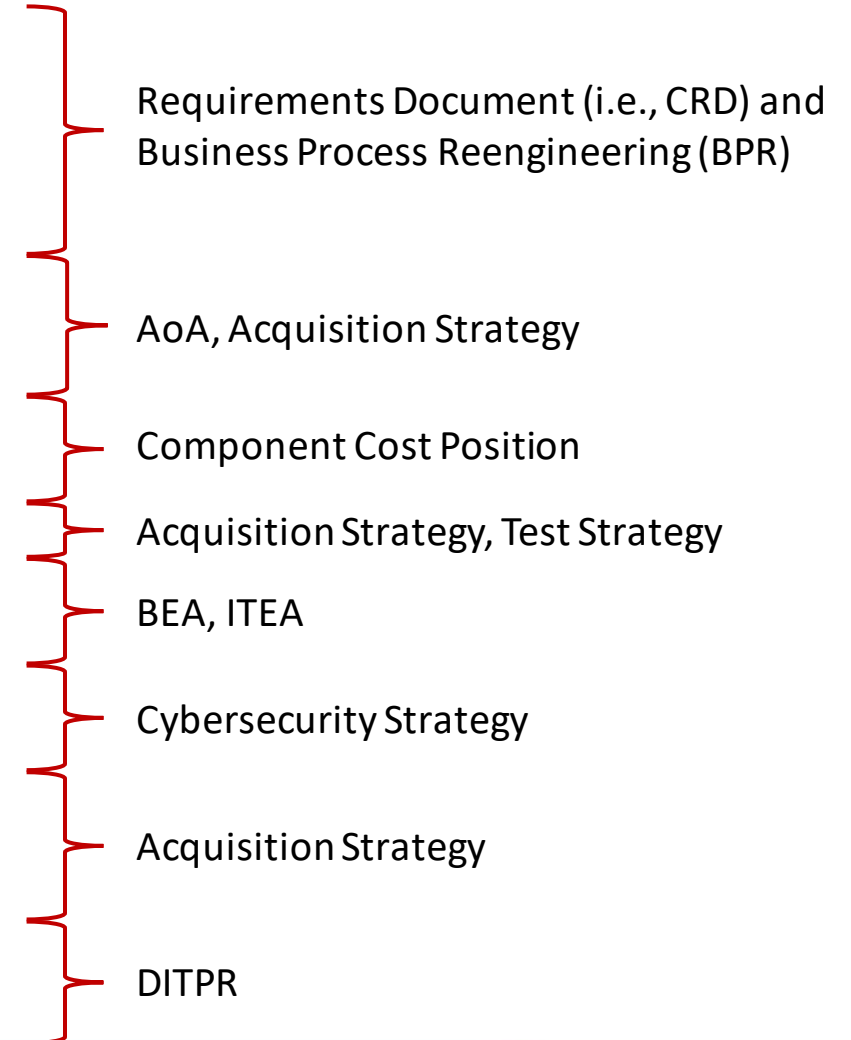 Requirements Document (i.e., CRD) and
Business Process Reengineering (BPR)
AoA, Acquisition Strategy
Component Cost Position
Acquisition Strategy, Test Strategy
BEA, ITEA
Cybersecurity Strategy
Acquisition Strategy
DITPR